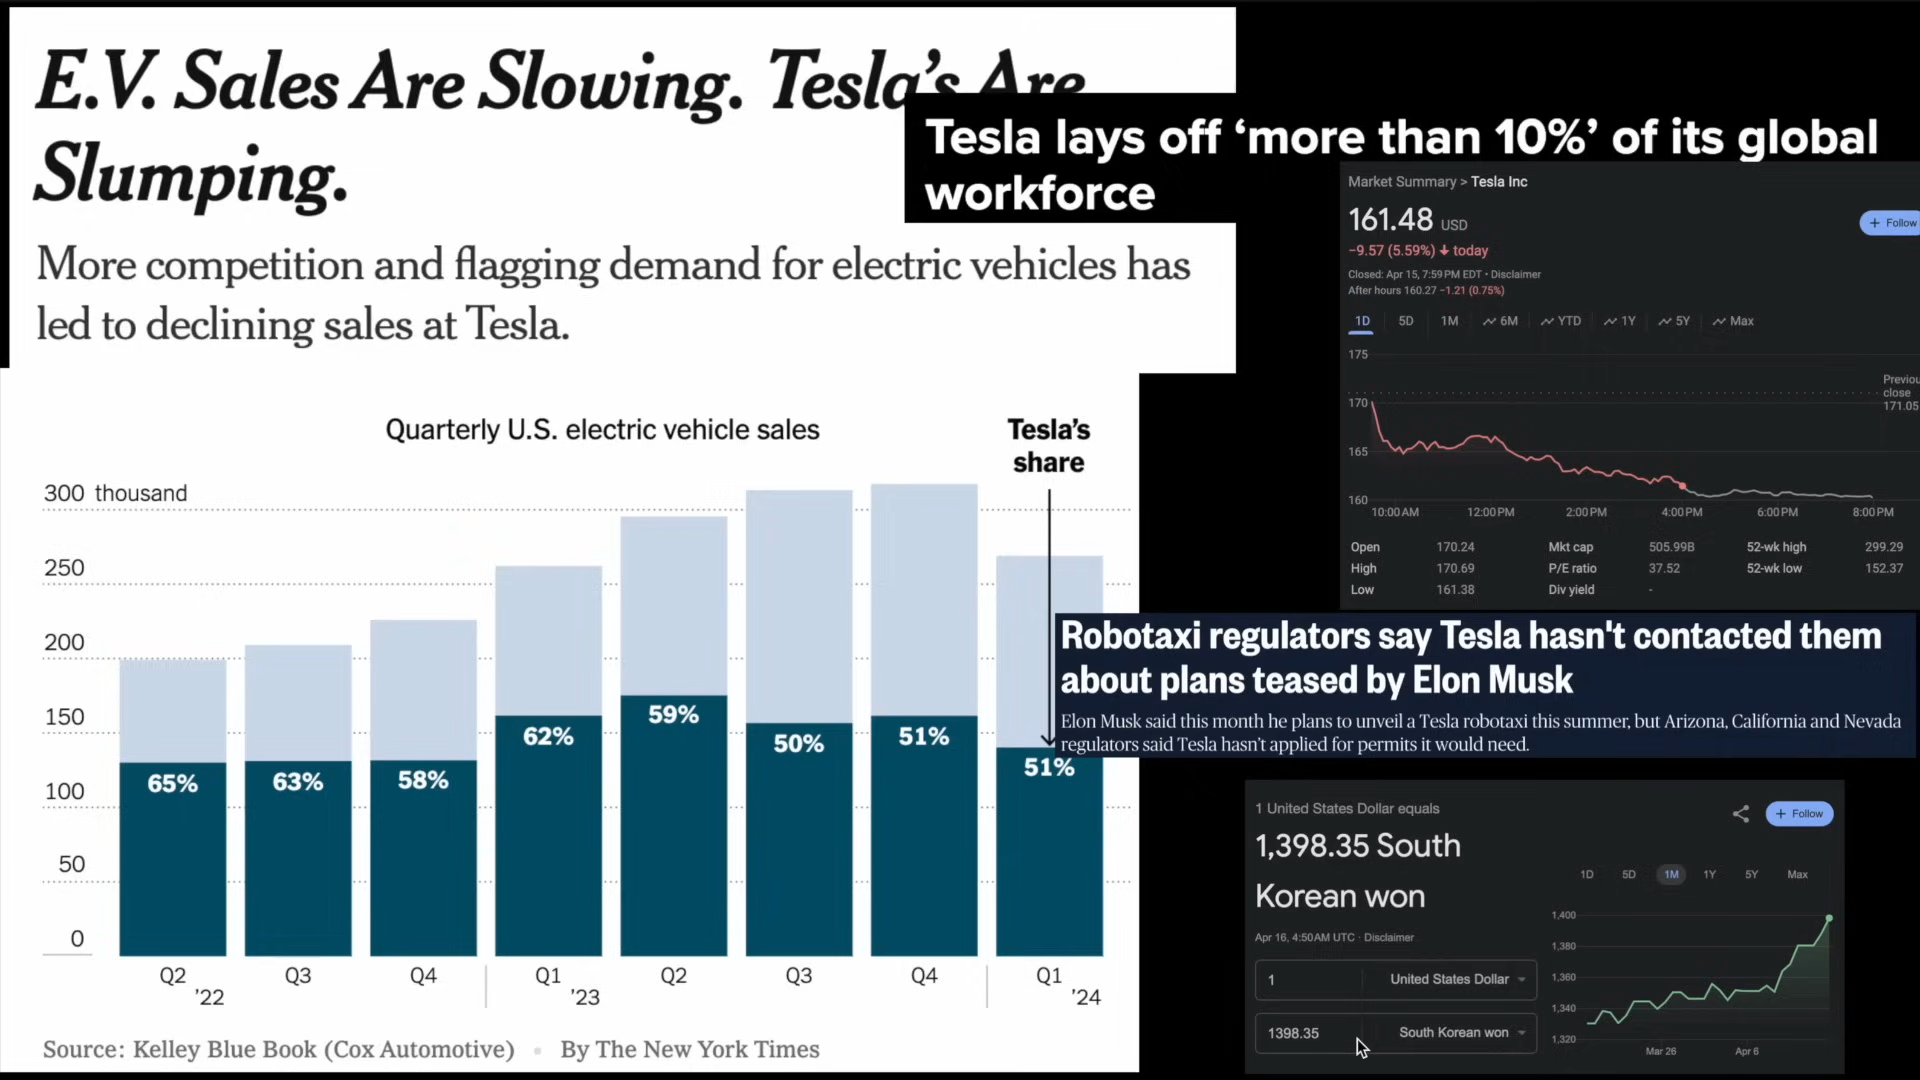 E.V. Sales Are Slowing. Tesla's Are
Slumping.
More competition and flagging demand for electric vehicles has
led to declining sales at Tesla.
Tesla lays off ‘more than 10%’ of its global
workforce
Market Summary > Tesla Inc
161.48 USD
+ Follow
−9.57 (5.59%) ↓ today
Closed: Apr 15, 7:59 PM EDT • Disclaimer
After hours 160.27 −1.21 (0.75%)
1D 5D 1M 6M YTD 1Y 5Y Max
175
170
165
160
Previou
close
171.05
10:00 AM 12:00 PM 2:00 PM 4:00 PM 6:00 PM 8:00 PM
Open 170.24 Mkt cap 505.99B 52-wk high 299.29
High 170.69 P/E ratio 37.52 52-wk low 152.37
Low 161.38 Div yield -
Quarterly U.S. electric vehicle sales
Tesla's
share
300 thousand
250
200
150
100
50
0
65% 63% 58% 62% 59% 50% 51% 51%
Q2 Q3 Q4 Q1 Q2 Q3 Q4 Q1
’22 ’23 ’24
Source: Kelley Blue Book (Cox Automotive) • By The New York Times
Robotaxi regulators say Tesla hasn't contacted them
about plans teased by Elon Musk
Elon Musk said this month he plans to unveil a Tesla robotaxi this summer, but Arizona, California and Nevada
regulators said Tesla hasn't applied for permits it would need.
1 United States Dollar equals
1,398.35 South
Korean won
+ Follow
Apr 16, 4:50 AM UTC · Disclaimer
1 United States Dollar
1398.35 South Korean won
1D 5D 1M 1Y 5Y Max
1,400
1,380
1,360
1,340
1,320
Mar 26 Apr 6